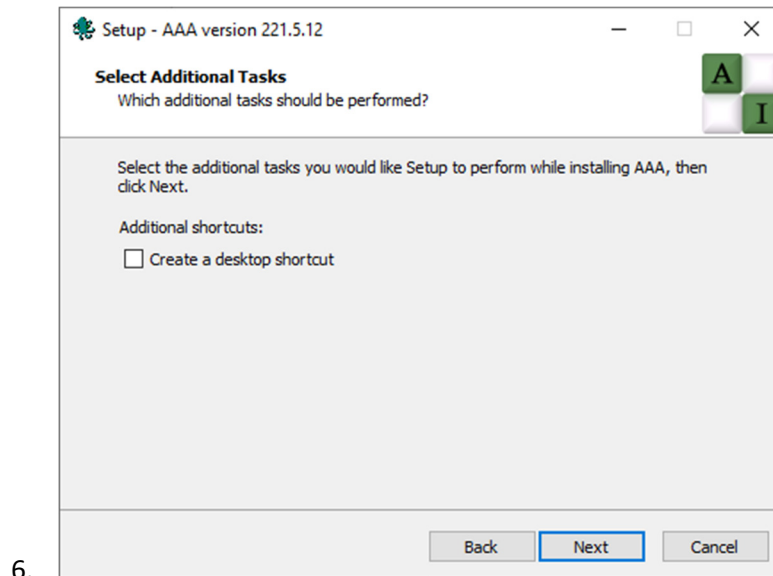 Setup - AAA version 221.5.12
Select Additional Tasks
Which additional tasks should be performed?
A
I
Select the additional tasks you would like Setup to perform while installing AAA, then
click Next.
Additional shortcuts:
Create a desktop shortcut
Back Next Cancel
6.